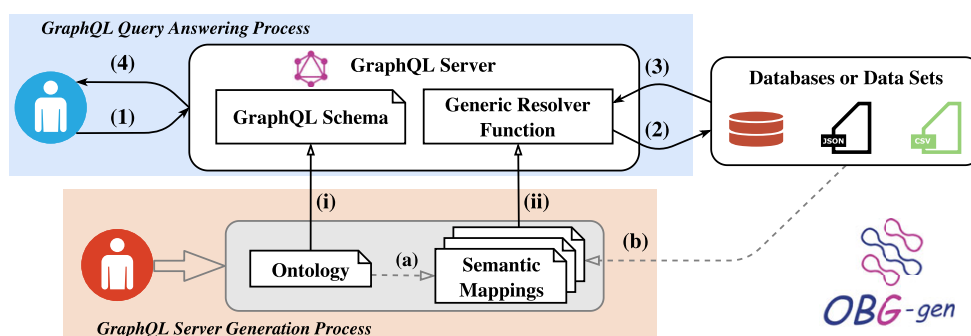 GraphQL Query Answering Process
(4)
(1)
GraphQL Server
GraphQL Schema
Generic Resolver
Function
(3)
(2)
Databases or Data Sets
JSON
CSV
(i)
(ii)
(b)
Ontology
(a)
Semantic
Mappings
GraphQL Server Generation Process
OBG-gen